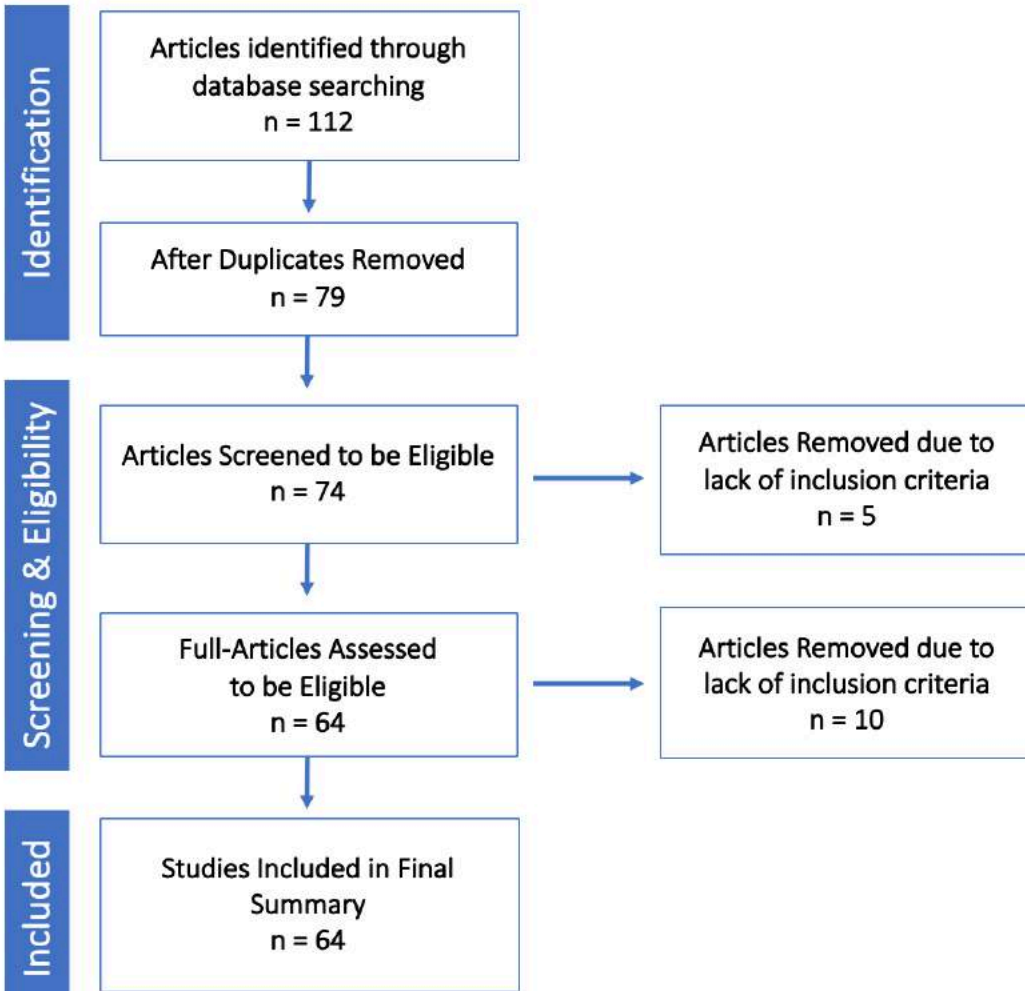 Identification
Articles identified through
database searching
n = 112
After Duplicates Removed
n = 79
Screening & Eligibility
Articles Screened to be Eligible
n = 74
Articles Removed due to
lack of inclusion criteria
n = 5
Full-Articles Assessed
to be Eligible
n = 64
Articles Removed due to
lack of inclusion criteria
n = 10
Included
Studies Included in Final
Summary
n = 64